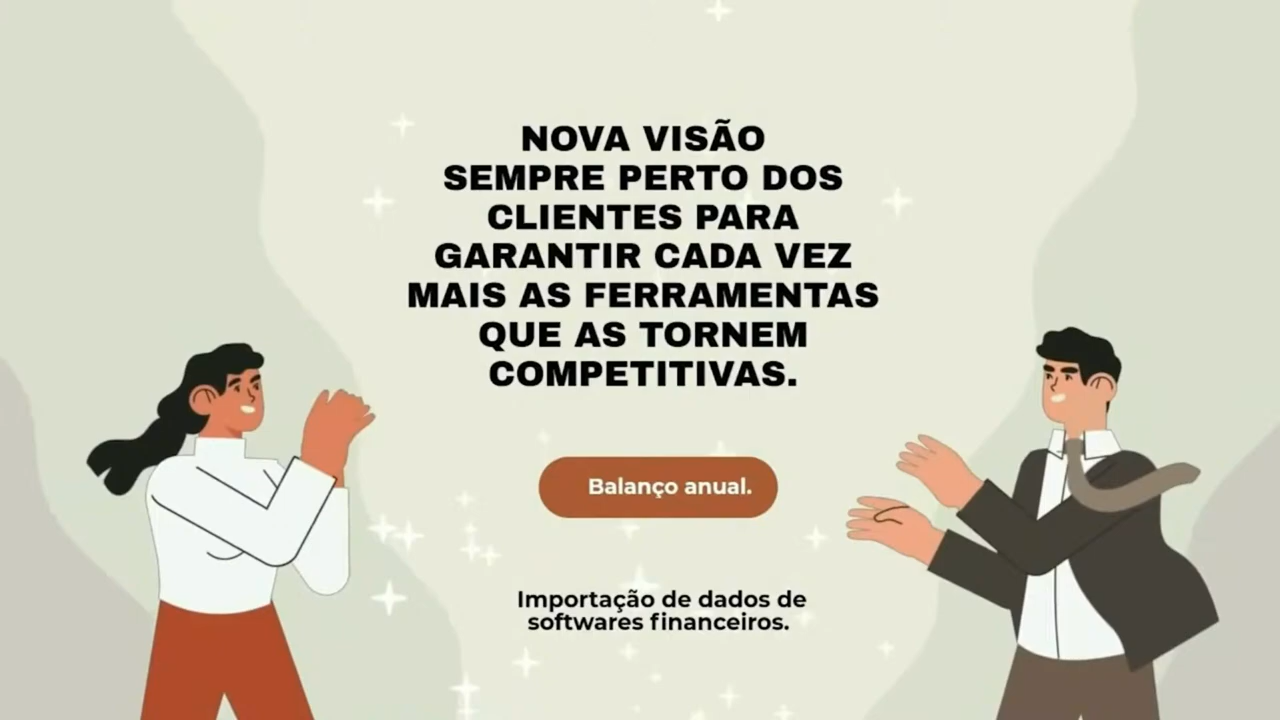 NOVA VISÃO
SEMPRE PERTO DOS
CLIENTES PARA
GARANTIR CADA VEZ
MAIS AS FERRAMENTAS
QUE AS TORNEM
COMPETITIVAS.
Balanço anual.
Importação de dados de
softwares financeiros.